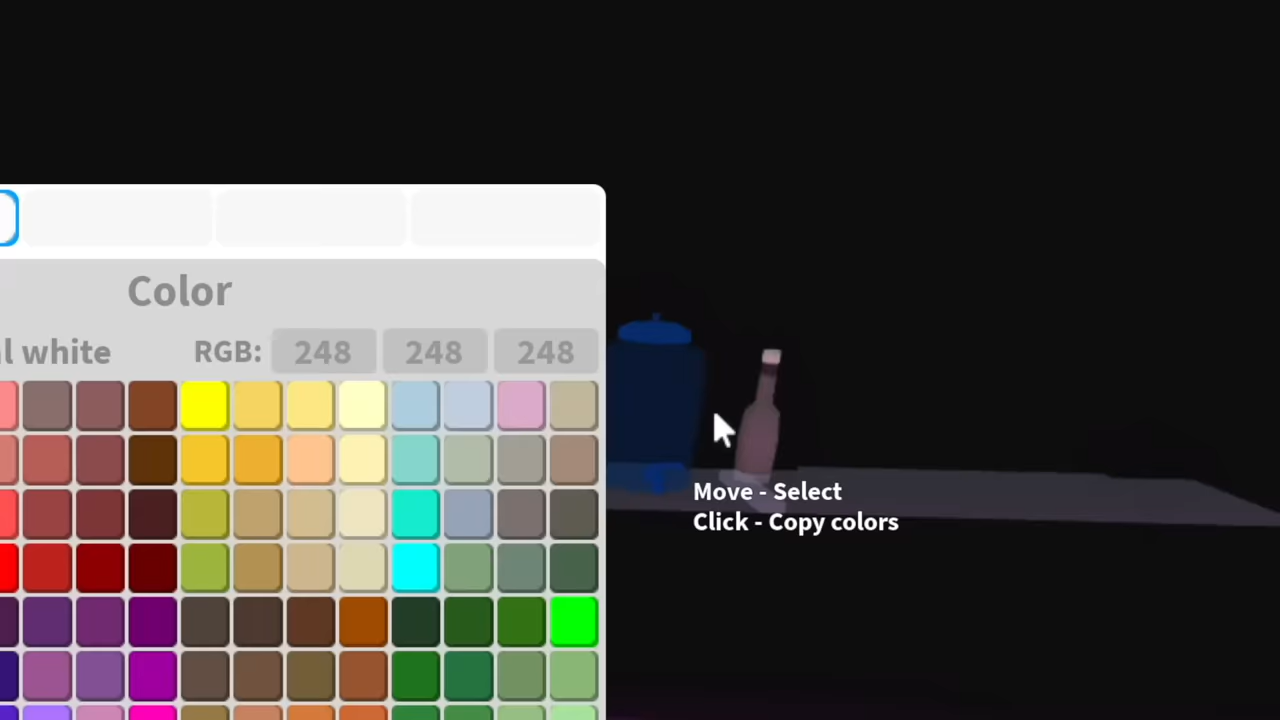 Color
l white
RGB: 248 248 248
Move - Select
Click - Copy colors